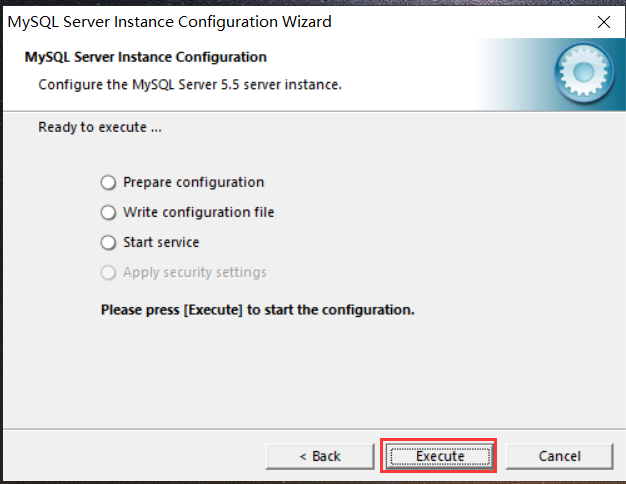 MySQL Server Instance Configuration Wizard
MySQL Server Instance Configuration
Configure the MySQL Server 5.5 server instance.
Ready to execute ...
Prepare configuration
Write configuration file
Start service
Apply security settings
Please press [Execute] to start the configuration.
< Back
Execute
Cancel